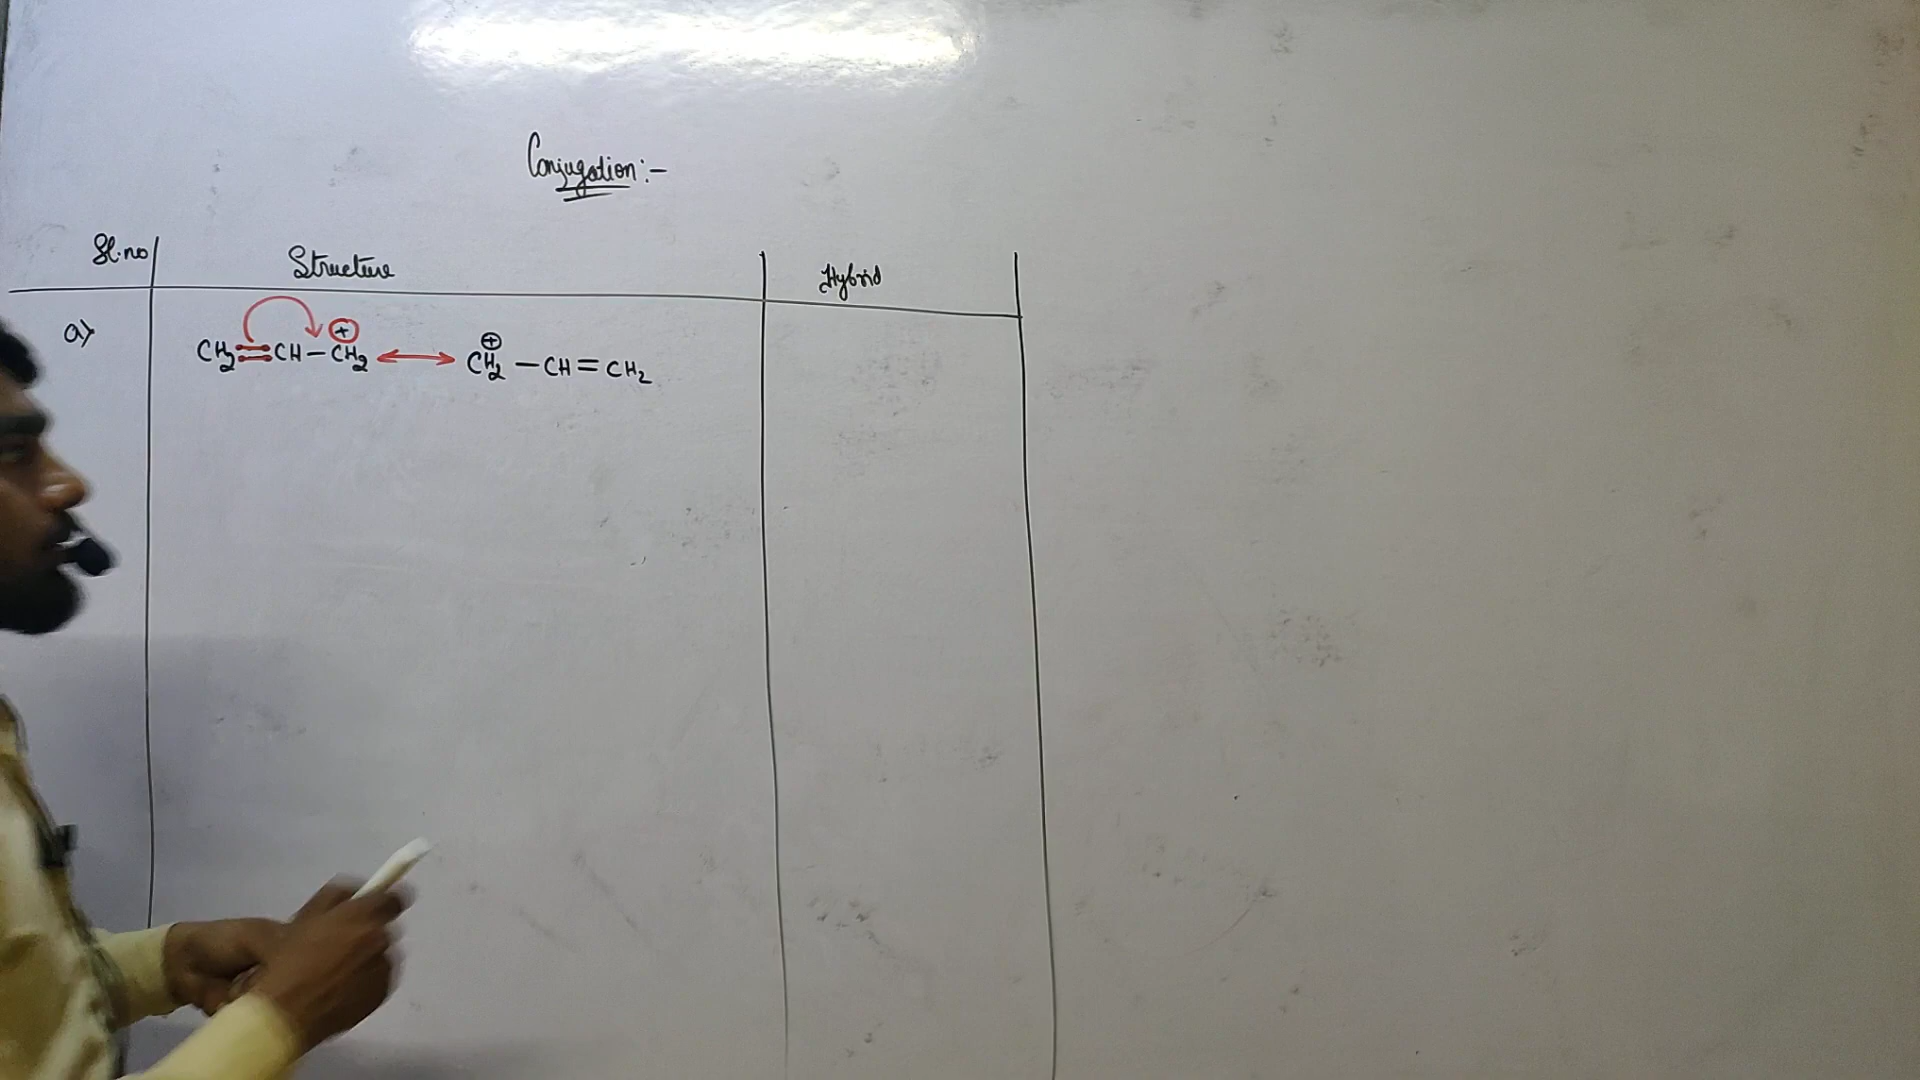 Conjugation:-
Sl.no Structure Hybrid
a) CH₂=CH-CH₂⊕ ↔ ⊕CH₂-CH=CH₂